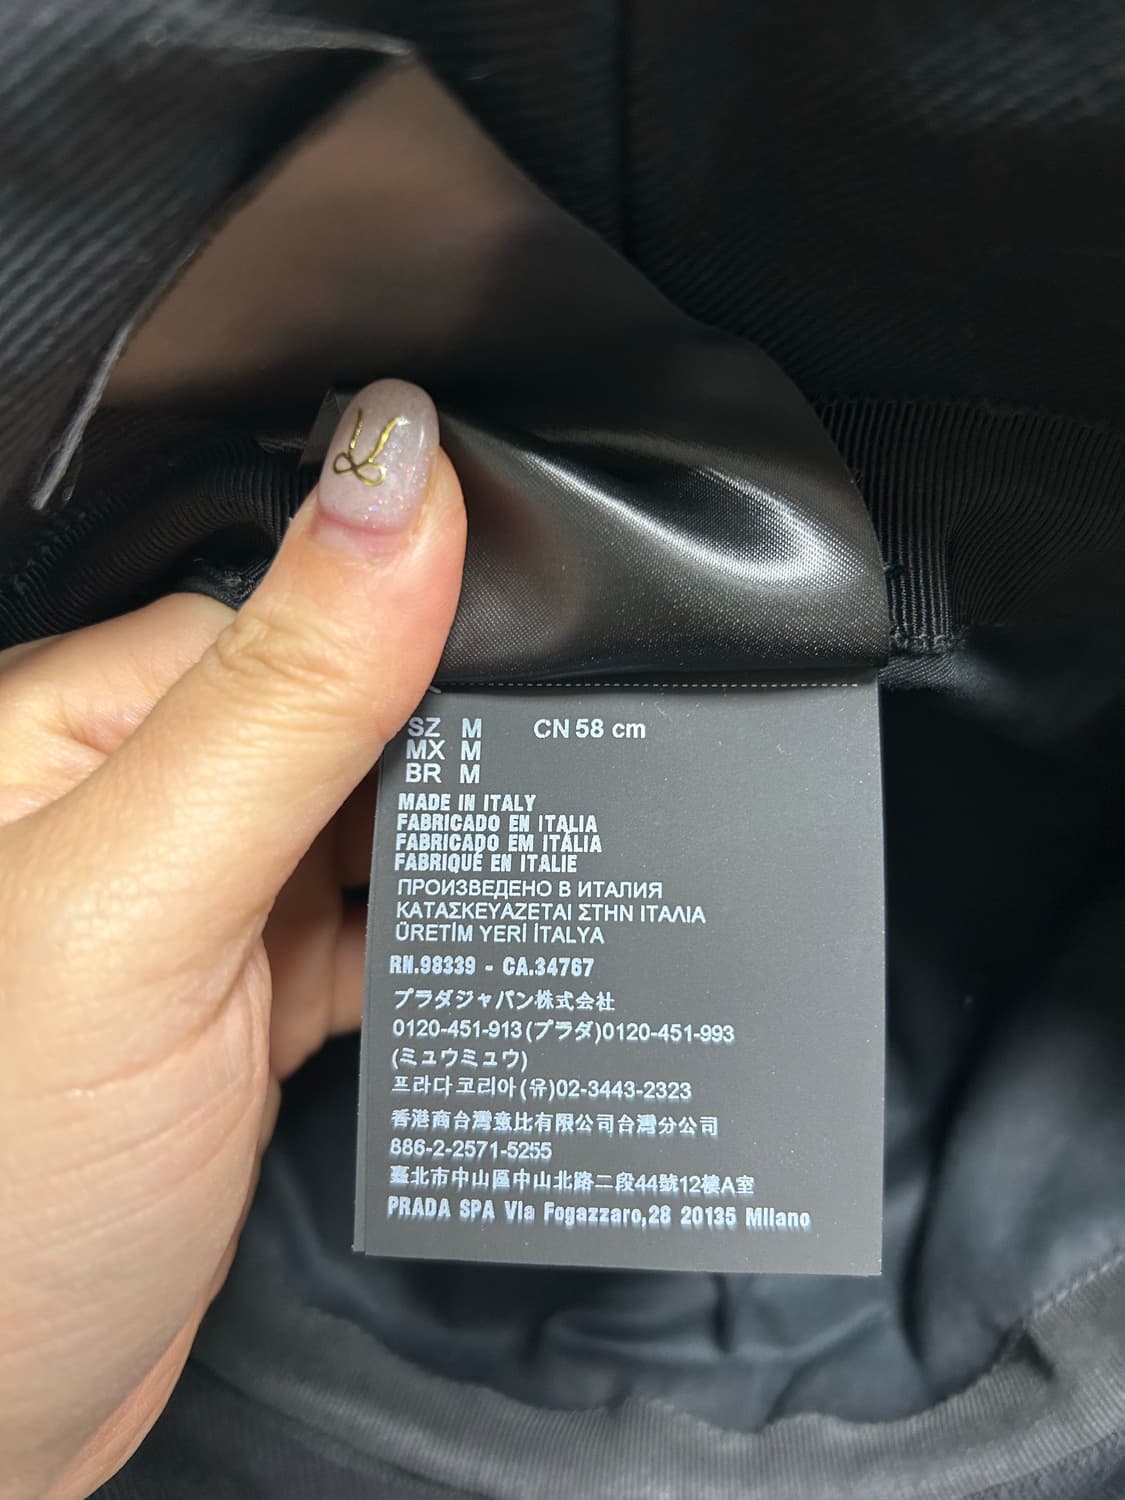 SZ M CN 58 cm
MX M
BR M
MADE IN ITALY
FABRICADO EN ITALIA
FABRICADO EM ITÁLIA
FABRIQUÉ EN ITALIE
ПРОИЗВЕДЕНО В ИТАЛИЯ
ΚΑΤΑΣΚΕΥΑΖΕΤΑΙ ΣΤΗΝ ΙΤΑΛΙΑ
ÜRETİM YERİ İTALYA
RN.98339 - CA.34767
プラダジャパン株式会社
0120-451-913(プラダ)0120-451-993
(ミュウミュウ)
프라다코리아(유)02-3443-2323
香港商台灣意比有限公司台灣分公司
886-2-2571-5255
臺北市中山區中山北路二段44號12樓A室
PRADA SPA Via Fogazzaro,28 20135 Milano